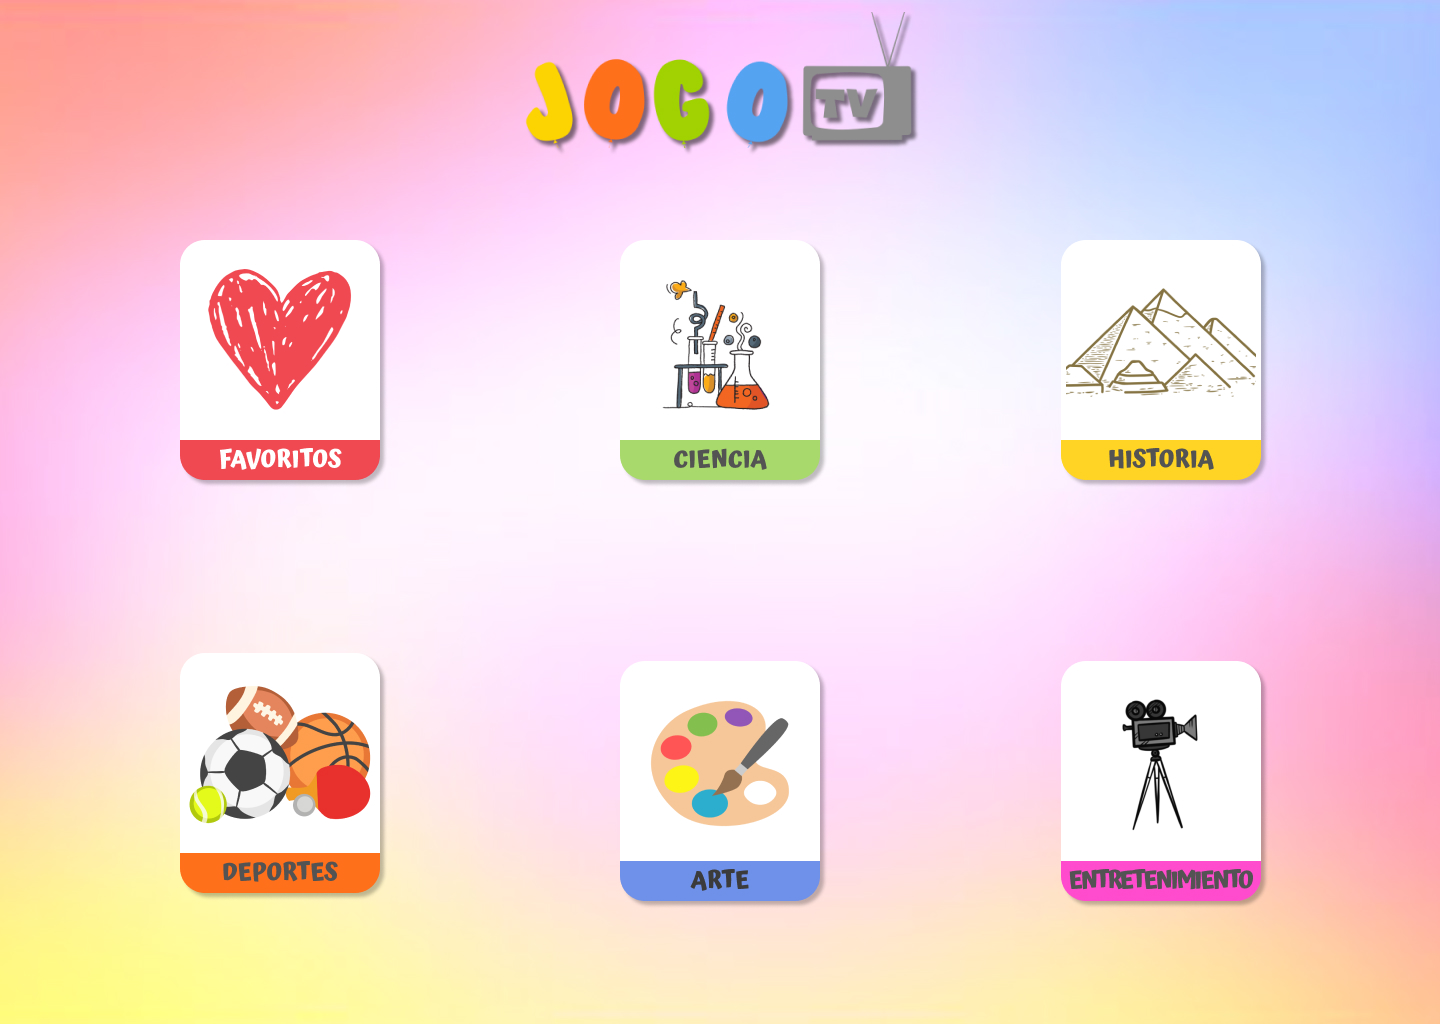 JOGO TV
FAVORITOS
CIENCIA
HISTORIA
DEPORTES
ARTE
ENTRETENIMIENTO